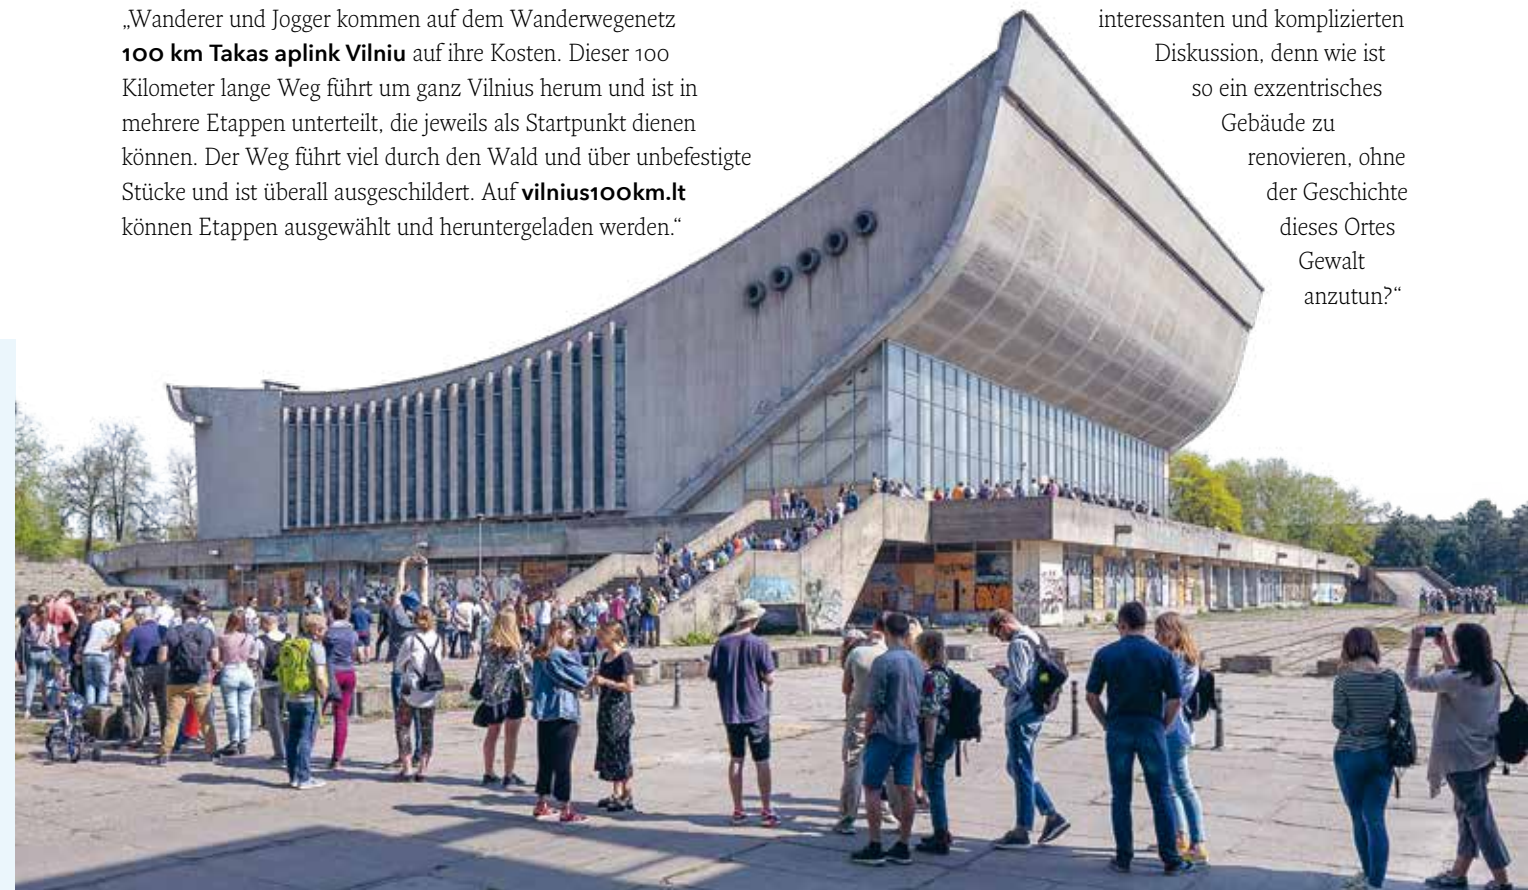 „Wanderer und Jogger kommen auf dem Wanderwegenetz
100 km Takas aplink Vilniu auf ihre Kosten. Dieser 100
Kilometer lange Weg führt um ganz Vilnius herum und ist in
mehrere Etappen unterteilt, die jeweils als Startpunkt dienen
können. Der Weg führt viel durch den Wald und über unbefestigte
Stücke und ist überall ausgeschildert. Auf vilnius100km.lt
können Etappen ausgewählt und heruntergeladen werden.“
interessanten und komplizierten
Diskussion, denn wie ist
so ein exzentrisches
Gebäude zu
renovieren, ohne
der Geschichte
dieses Ortes
Gewalt
anzutun?“